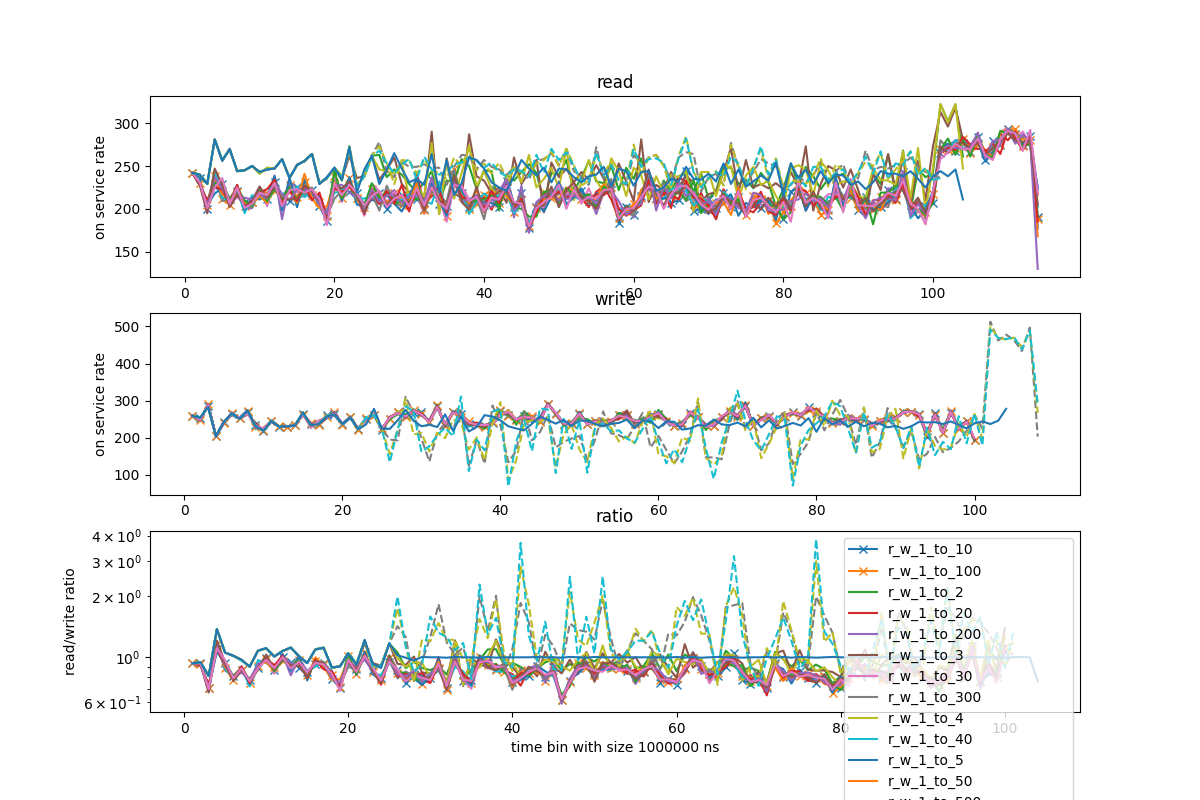 read
on service rate
300
250
200
150
0 20 40 60 80 100
write
on service rate
500
400
300
200
100
0 20 40 60 80 100
ratio
read/write ratio
4 × 10⁰
3 × 10⁰
2 × 10⁰
10⁰
6 × 10⁻¹
0 20 40 60 80 100
time bin with size 1000000 ns
r_w_1_to_10
r_w_1_to_100
r_w_1_to_2
r_w_1_to_20
r_w_1_to_200
r_w_1_to_3
r_w_1_to_30
r_w_1_to_300
r_w_1_to_4
r_w_1_to_40
r_w_1_to_5
r_w_1_to_50